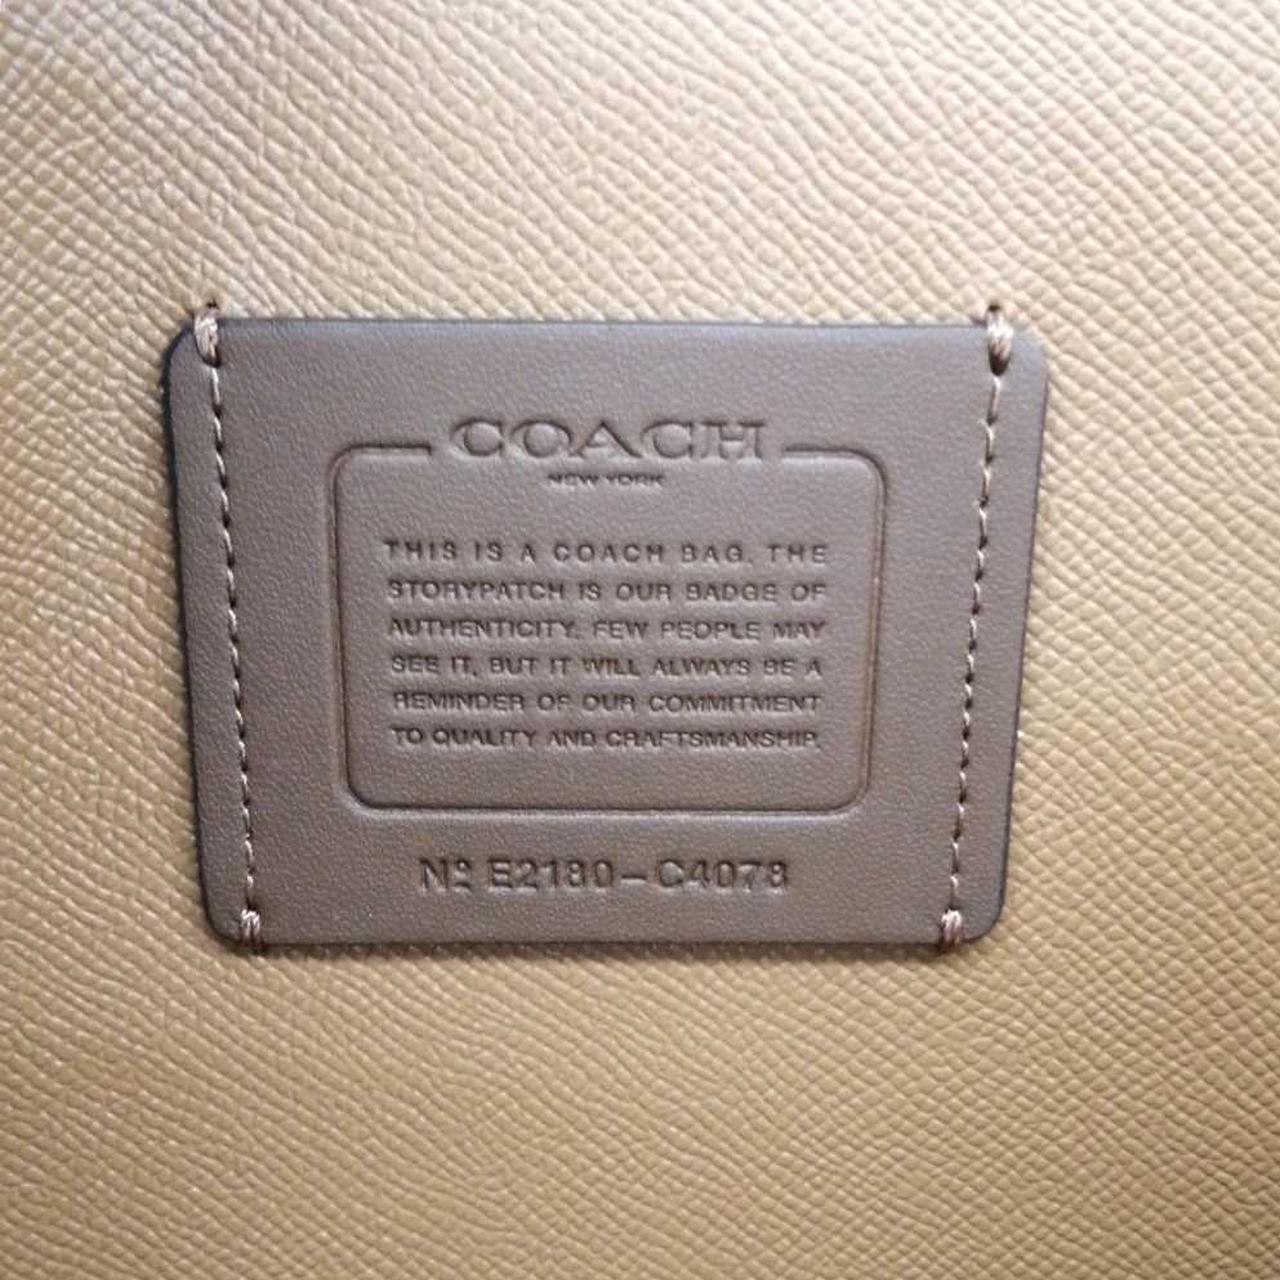 COACH
NEW YORK
THIS IS A COACH BAG. THE
STORYPATCH IS OUR BADGE OF
AUTHENTICITY. FEW PEOPLE MAY
SEE IT, BUT IT WILL ALWAYS BE A
REMINDER OF OUR COMMITMENT
TO QUALITY AND CRAFTSMANSHIP.
Nº E2180-C4078